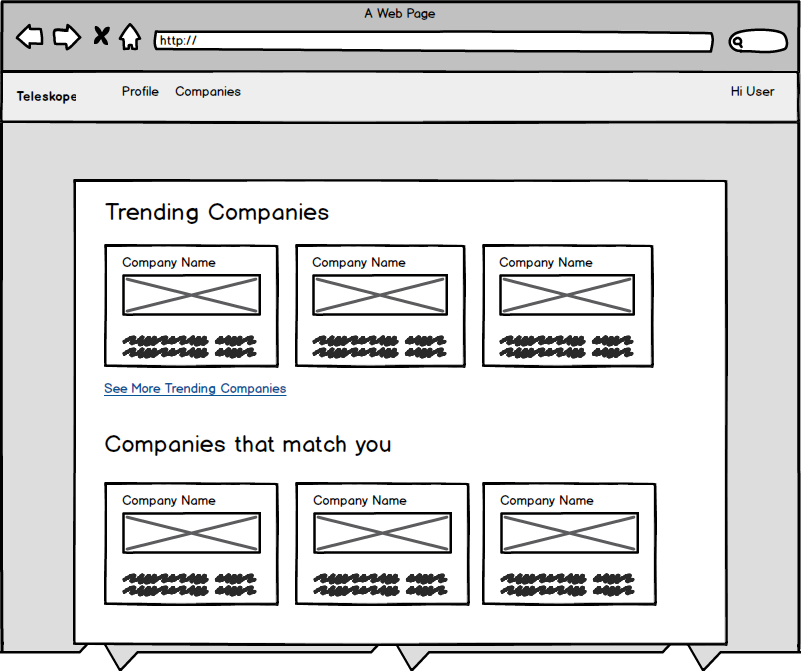 A Web Page
http://
Teleskope
Profile Companies
Hi User
Trending Companies
Company Name Company Name Company Name
See More Trending Companies
Companies that match you
Company Name Company Name Company Name